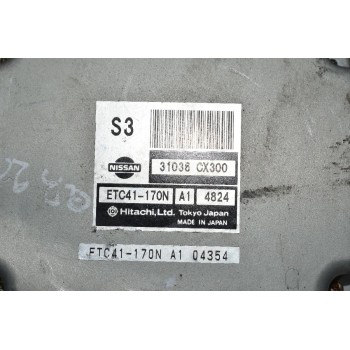 S3
NISSAN
31036 CX300
ETC41-170N A1 4824
Hitachi,Ltd. Tokyo Japan
MADE IN JAPAN
ETC41-170N A1 04354